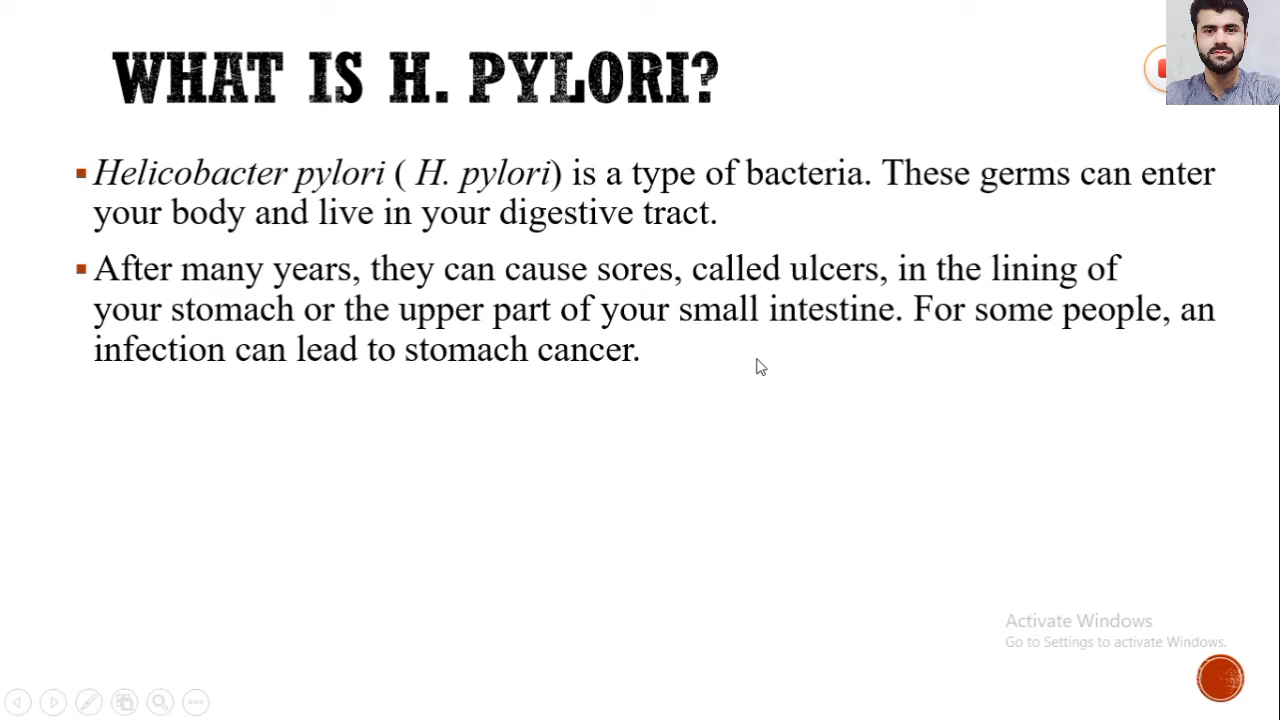 WHAT IS H. PYLORI?
▪ Helicobacter pylori ( H. pylori) is a type of bacteria. These germs can enter
your body and live in your digestive tract.
▪ After many years, they can cause sores, called ulcers, in the lining of
your stomach or the upper part of your small intestine. For some people, an
infection can lead to stomach cancer.
Activate Windows
Go to Settings to activate Windows.